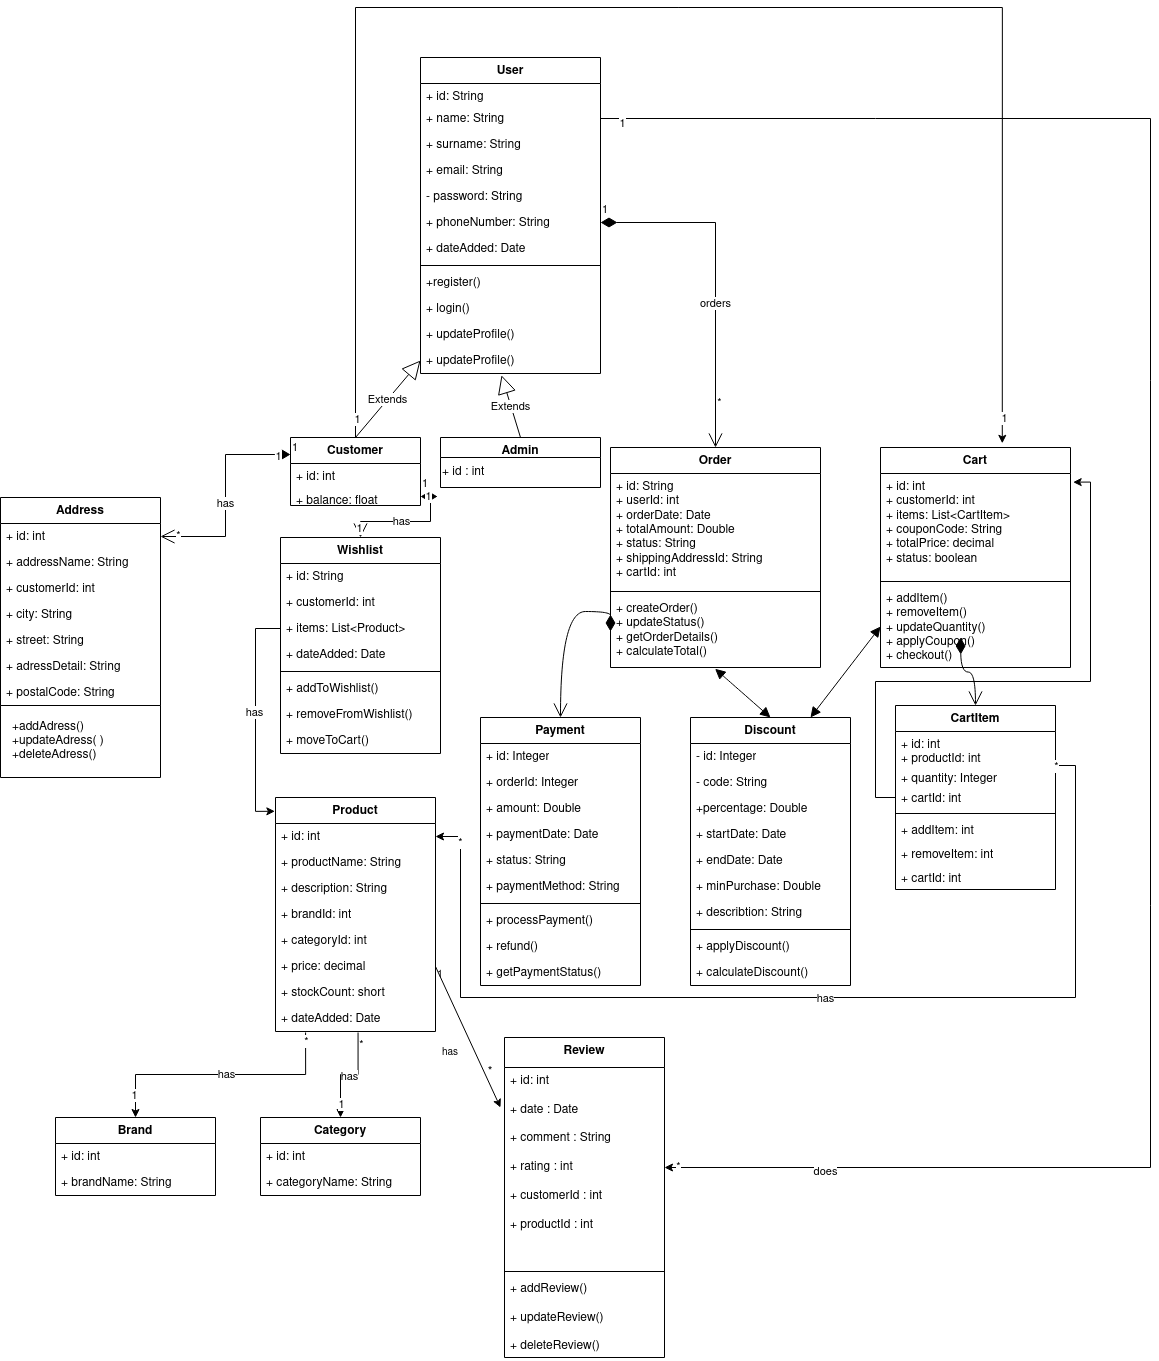 User
+ id: String
+ name: String
+ surname: String
+ email: String
- password: String
+ phoneNumber: String
+ dateAdded: Date
+register()
+ login()
+ updateProfile()
+ updateProfile()
1
1
orders
*
Extends
Extends
1
1
Customer
+ id: int
+ balance: float
1
1
has
*
1
1
has
1
Admin
+ id : int
Address
+ id: int
+ addressName: String
+ customerId: int
+ city: String
+ street: String
+ adressDetail: String
+ postalCode: String
+addAdress()
+updateAdress( )
+deleteAdress()
Wishlist
+ id: String
+ customerId: int
+ items: List<Product>
+ dateAdded: Date
+ addToWishlist()
+ removeFromWishlist()
+ moveToCart()
has
Order
+ id: String
+ userId: int
+ orderDate: Date
+ totalAmount: Double
+ status: String
+ shippingAddressId: String
+ cartId: int
+ createOrder()
+ updateStatus()
+ getOrderDetails()
+ calculateTotal()
Cart
+ id: int
+ customerId: int
+ items: List<CartItem>
+ couponCode: String
+ totalPrice: decimal
+ status: boolean
+ addItem()
+ removeItem()
+ updateQuantity()
+ applyCoupon()
+ checkout()
Payment
+ id: Integer
+ orderId: Integer
+ amount: Double
+ paymentDate: Date
+ status: String
+ paymentMethod: String
+ processPayment()
+ refund()
+ getPaymentStatus()
Discount
- id: Integer
- code: String
+percentage: Double
+ startDate: Date
+ endDate: Date
+ minPurchase: Double
+ describtion: String
+ applyDiscount()
+ calculateDiscount()
CartItem
+ id: int
+ productId: int
+ quantity: Integer
+ cartId: int
+ addItem: int
+ removeItem: int
+ cartId: int
*
has
*
Product
+ id: int
+ productName: String
+ description: String
+ brandId: int
+ categoryId: int
+ price: decimal
+ stockCount: short
+ dateAdded: Date
*
has
1
*
has
1
1
has
*
Brand
+ id: int
+ brandName: String
Category
+ id: int
+ categoryName: String
Review
+ id: int
+ date : Date
+ comment : String
+ rating : int
+ customerId : int
+ productId : int
+ addReview()
+ updateReview()
+ deleteReview()
*
does